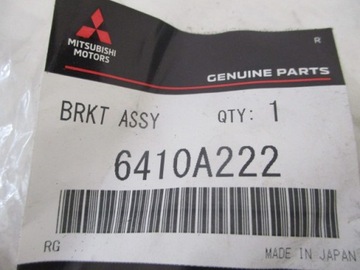 R
MITSUBISHI
MOTORS
GENUINE PARTS
BRKT ASSY QTY: 1
6410A222
RG MADE IN JAPAN